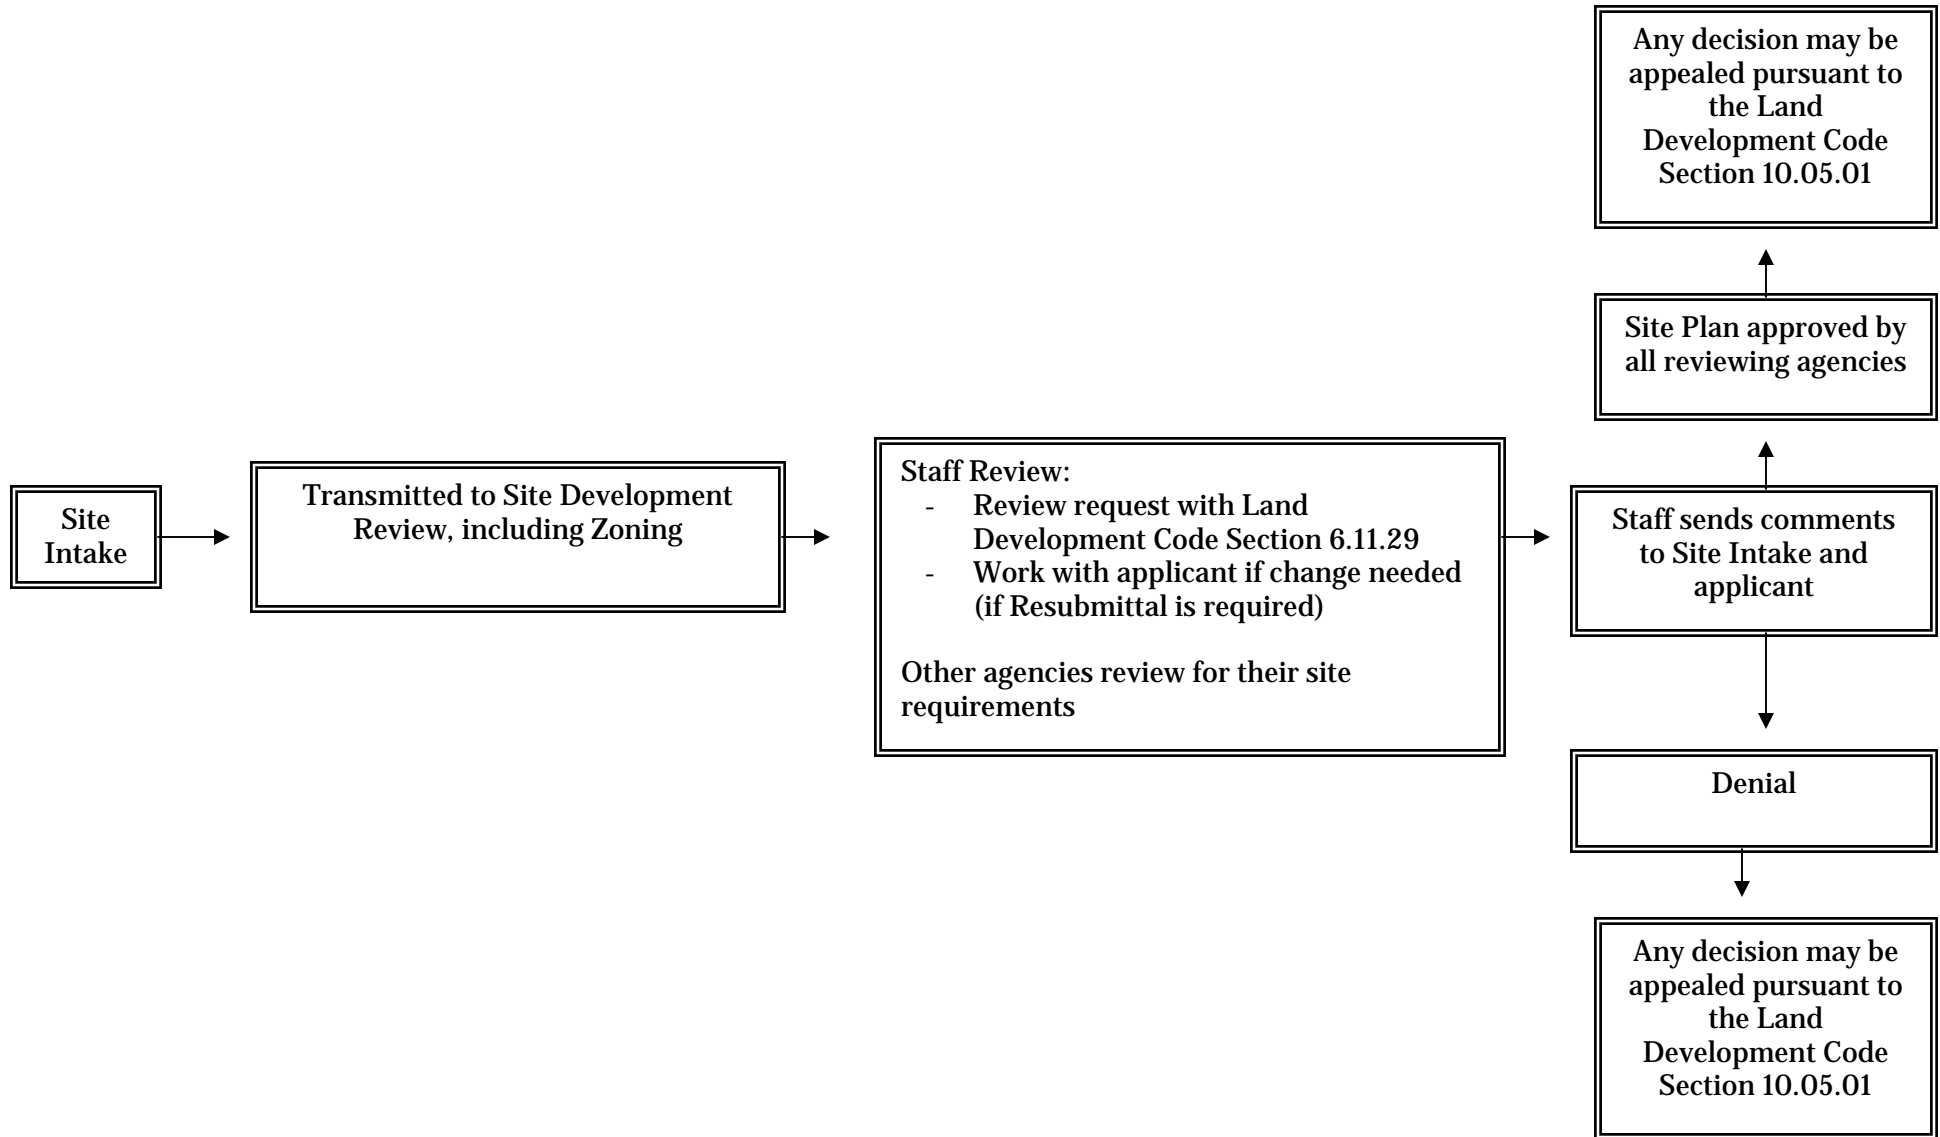 Site
Intake
Transmitted to Site Development
Review, including Zoning
Staff Review:
- Review request with Land
Development Code Section 6.11.29
- Work with applicant if change needed
(if Resubmittal is required)
Other agencies review for their site
requirements
Staff sends comments
to Site Intake and
applicant
Site Plan approved by
all reviewing agencies
Any decision may be
appealed pursuant to
the Land
Development Code
Section 10.05.01
Denial
Any decision may be
appealed pursuant to
the Land
Development Code
Section 10.05.01